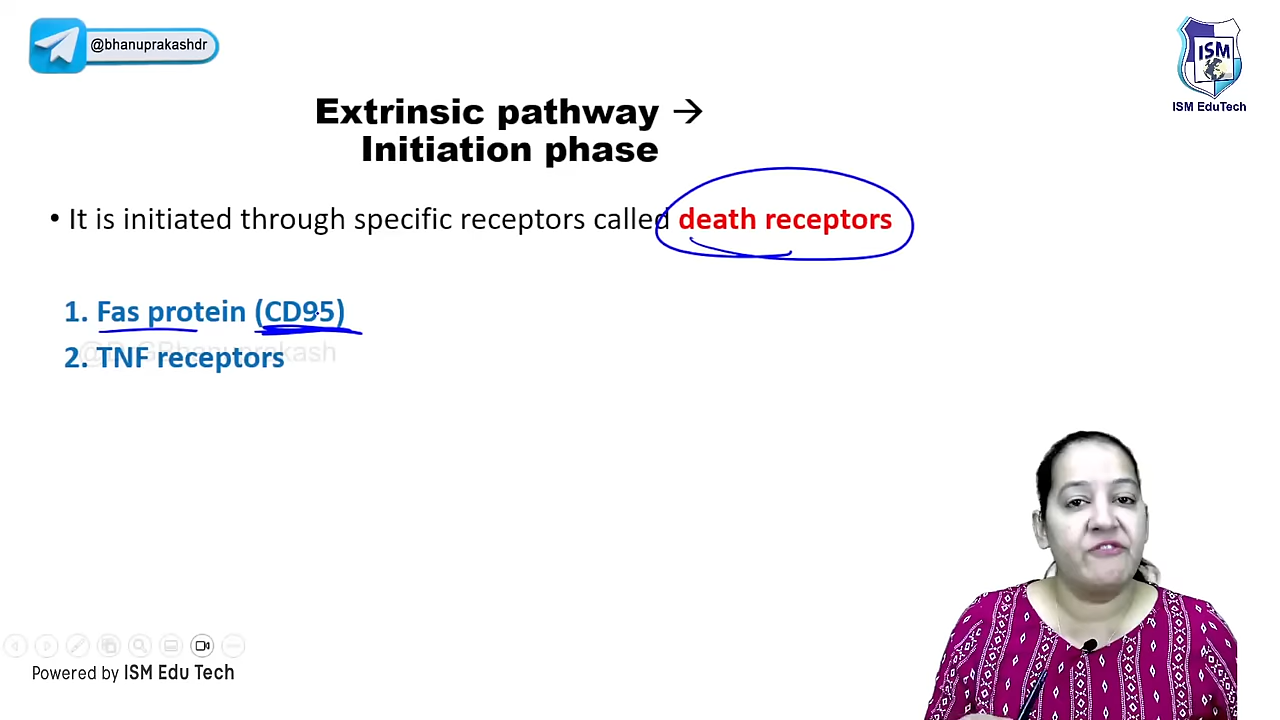 @bhanuprakashdr
ISM
ISM EduTech
Extrinsic pathway →
Initiation phase
• It is initiated through specific receptors called death receptors
1. Fas protein (CD95)
2. TNF receptors
Powered by ISM Edu Tech